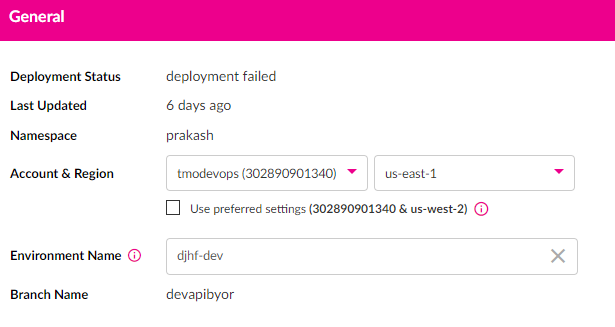 General
Deployment Status deployment failed
Last Updated 6 days ago
Namespace prakash
Account & Region tmodevops (302890901340) us-east-1
Use preferred settings (302890901340 & us-west-2)
Environment Name djhf-dev
Branch Name devapibyor